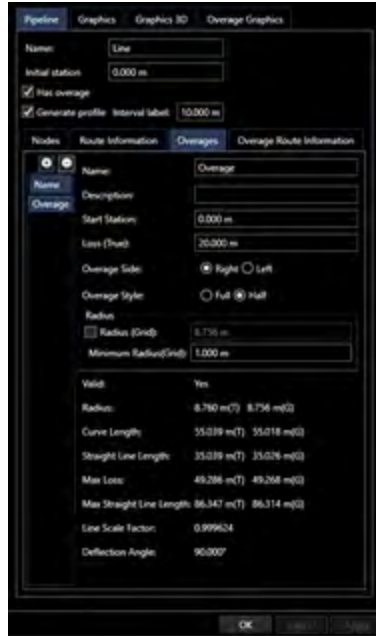 Pipeline Graphics Graphics 3D Overage Graphics
Name: Line
Initial station 0.000 m
Has overage
Generate profile Interval label: 10.000 m
Nodes Route Information Overages Overage Route Information
Name: Overage
Name
Description:
Overage
Start Station: 0.000 m
Loss (True): 20.000 m
Overage Side: Right Left
Overage Style: Full Half
Radius
Radius (Grid): 8.756 m
Minimum Radius(Grid): 1.000 m
Valid: Yes
Radius: 8.760 m(T) 8.756 m(G)
Curve Length: 55.039 m(T) 55.018 m(G)
Straight Line Length: 35.039 m(T) 35.026 m(G)
Max Loss: 49.286 m(T) 49.268 m(G)
Max Straight Line Length: 86.347 m(T) 86.314 m(G)
Line Scale Factor: 0.999624
Deflection Angle: 90.000°
OK Apply